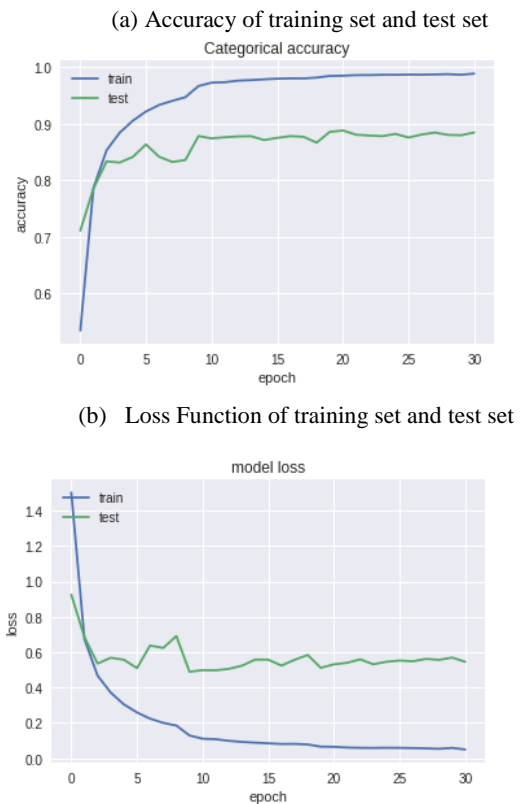 (a) Accuracy of training set and test set
Categorical accuracy
1.0
train
test
0.9
0.8
0.7
0.6
accuracy
0 5 10 15 20 25 30
epoch
(b) Loss Function of training set and test set
model loss
train
test
1.4
1.2
1.0
0.8
0.6
0.4
0.2
0.0
loss
0 5 10 15 20 25 30
epoch